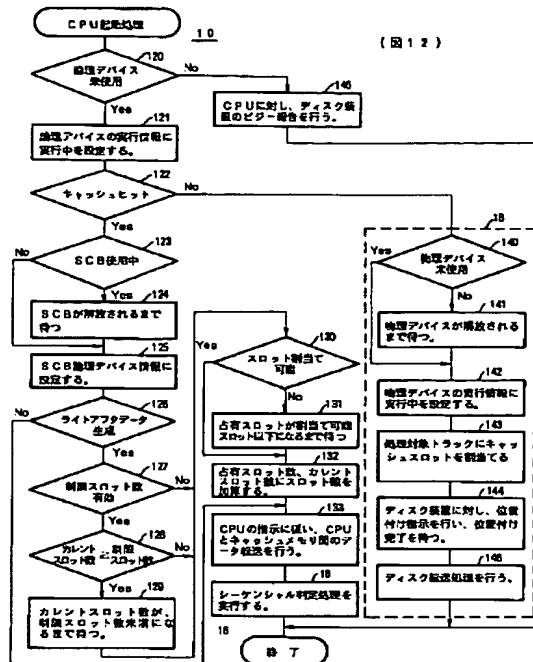 CPU起動処理
10
(図12)
120
論理デバイス
未使用
No
Yes
146
CPUに対し、ディスク装
置のビジー報告を行う。
121
論理デバイスの実行情報に
実行中を設定する。
122
キャッシュヒット
No
Yes
123
SCB使用中
No
Yes
124
SCBが解放されるまで
待つ
125
SCB論理デバイス情報に
設定する。
126
ライトアフタデータ
生成
No
Yes
127
制限スロット数
有効
No
Yes
128
カレント
スロット数
≥
制限
スロット数
No
Yes
129
カレントスロット数が、
制限スロット数未満にな
るまで待つ。
130
スロット割当て
可能
Yes
No
131
占有スロットが割当て可能
スロット以下になるまで待つ
132
占有スロット数、カレント
スロット数にスロット数を
加算する。
133
CPUの指示に従い、CPU
とキャッシュメモリ間の
データ転送を行う。
18
シーケンシャル判定処理を
実行する。
16
終了
18
140
物理デバイス
未使用
Yes
No
141
物理デバイスが解放される
まで待つ。
142
物理デバイスの実行情報に
実行中を設定する。
143
処理対象トラックにキャッ
シュスロットを割当てる
144
ディスク装置に対し、位置
付け指示を行い、位置付け
完了を待つ。
146
ディスク転送処理を行う、